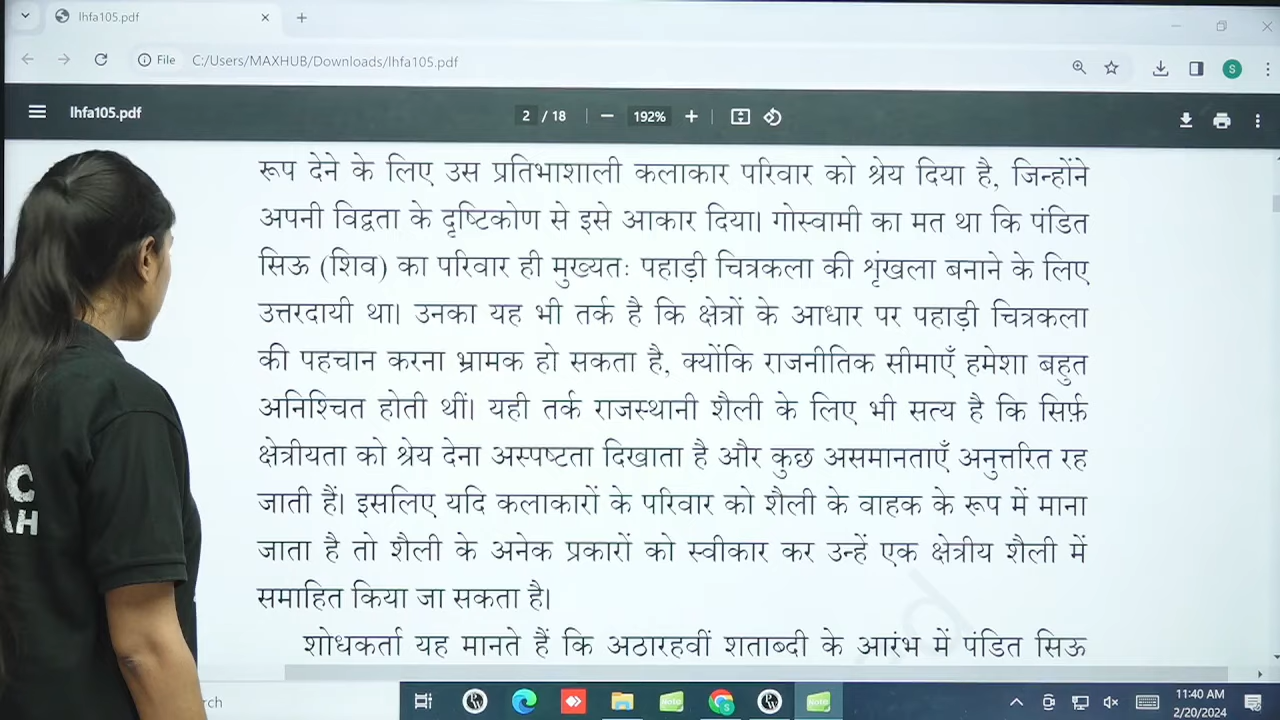 lhfa105.pdf
File C:/Users/MAXHUB/Downloads/lhfa105.pdf
S
lhfa105.pdf 2 / 18 192%
रूप देने के लिए उस प्रतिभाशाली कलाकार परिवार को श्रेय दिया है, जिन्होंने
अपनी विद्वता के दृष्टिकोण से इसे आकार दिया। गोस्वामी का मत था कि पंडित
सिऊ (शिव) का परिवार ही मुख्यतः पहाड़ी चित्रकला की शृंखला बनाने के लिए
उत्तरदायी था। उनका यह भी तर्क है कि क्षेत्रों के आधार पर पहाड़ी चित्रकला
की पहचान करना भ्रामक हो सकता है, क्योंकि राजनीतिक सीमाएँ हमेशा बहुत
अनिश्चित होती थीं। यही तर्क राजस्थानी शैली के लिए भी सत्य है कि सिर्फ़
क्षेत्रीयता को श्रेय देना अस्पष्टता दिखाता है और कुछ असमानताएँ अनुत्तरित रह
जाती हैं। इसलिए यदि कलाकारों के परिवार को शैली के वाहक के रूप में माना
जाता है तो शैली के अनेक प्रकारों को स्वीकार कर उन्हें एक क्षेत्रीय शैली में
समाहित किया जा सकता है।
शोधकर्ता यह मानते हैं कि अठारहवीं शताब्दी के आरंभ में पंडित सिऊ
C
AH
rch
11:40 AM
2/20/2024